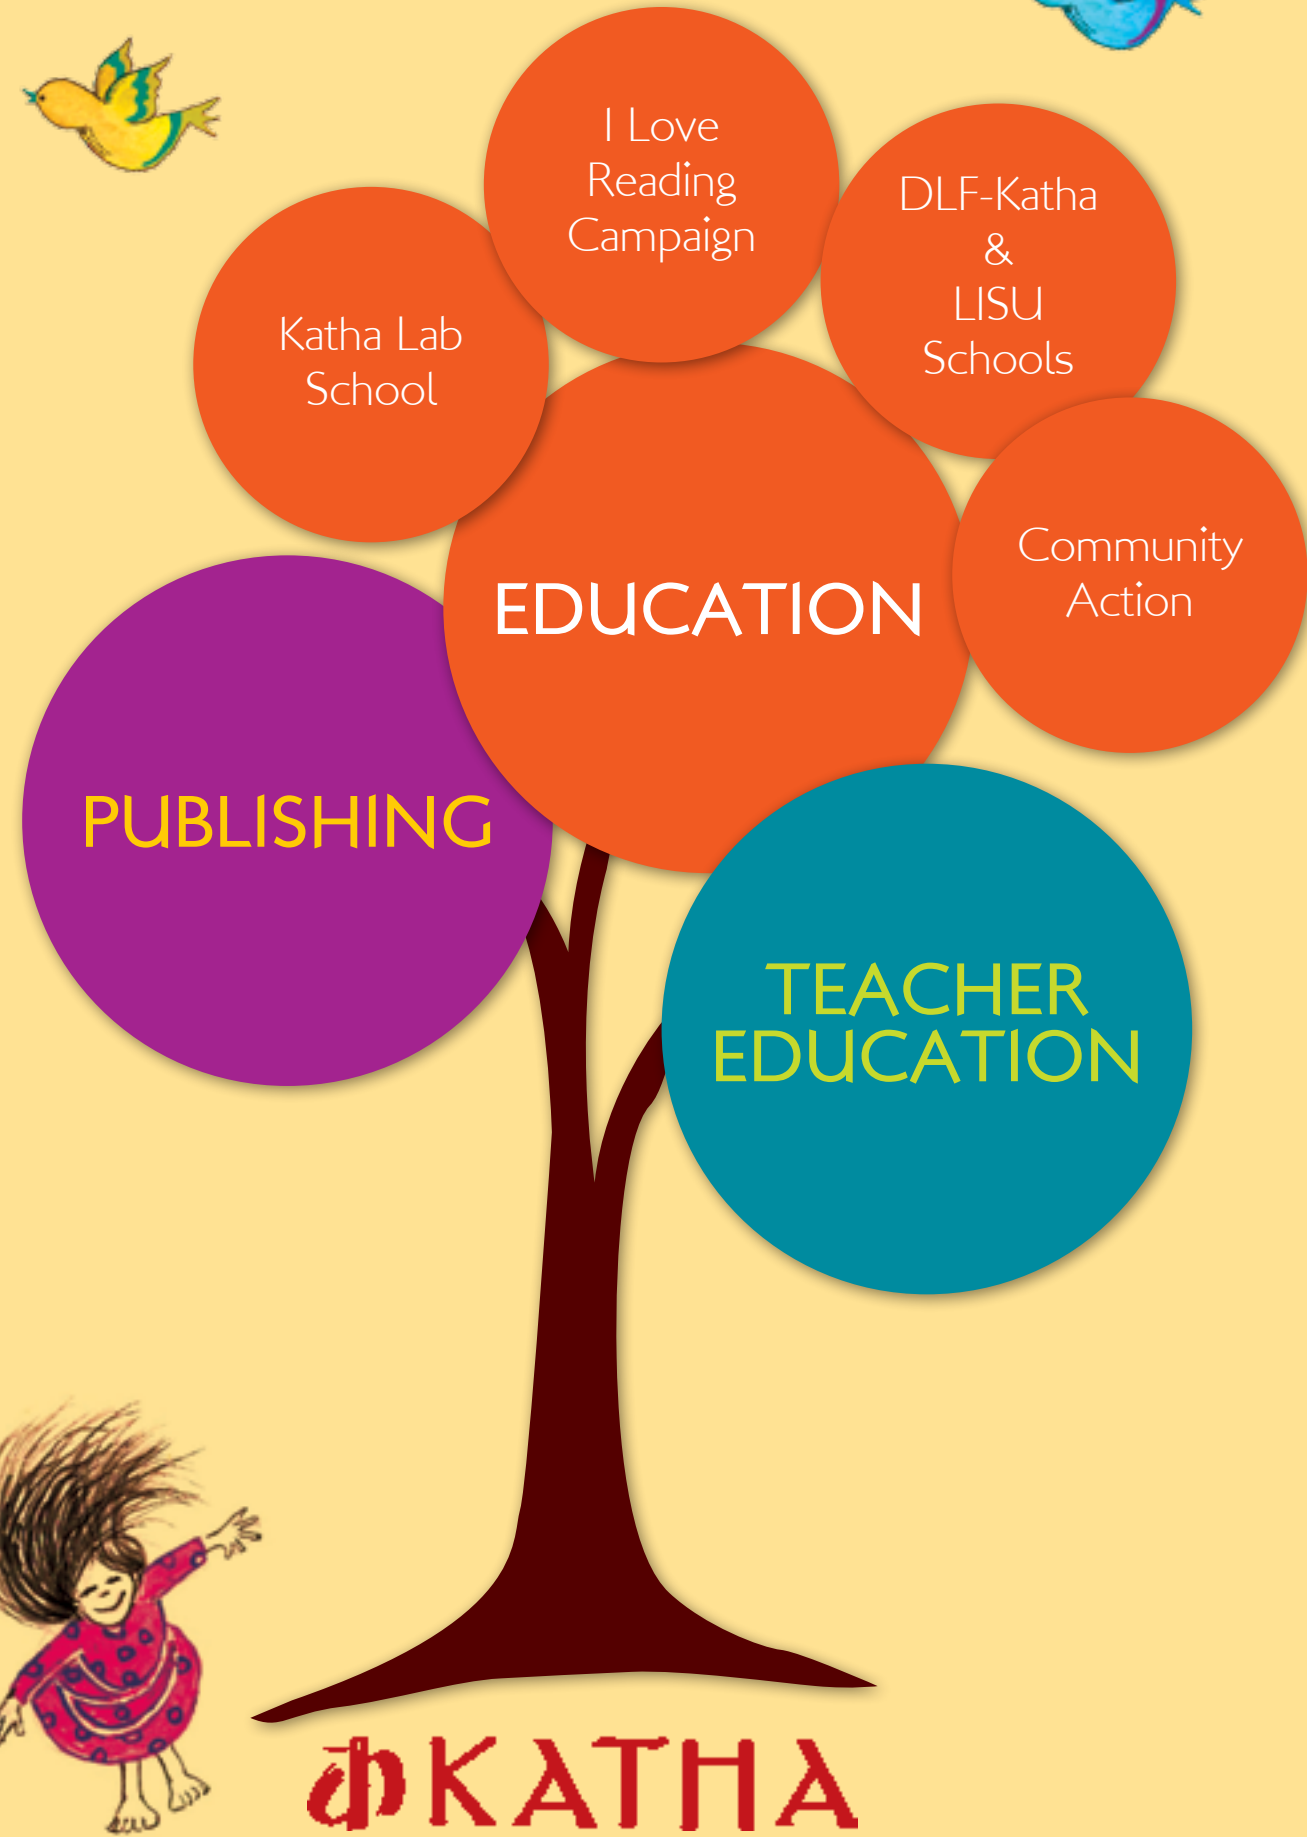 I Love
Reading
Campaign
DLF-Katha
&
LISU
Schools
Katha Lab
School
Community
Action
EDUCATION
PUBLISHING
TEACHER
EDUCATION
क KATHA